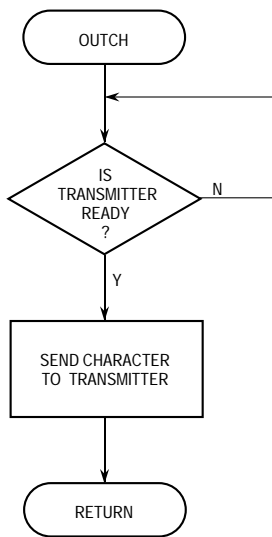 OUTCH
IS
TRANSMITTER
READY
?
N
Y
SEND CHARACTER
TO TRANSMITTER
RETURN